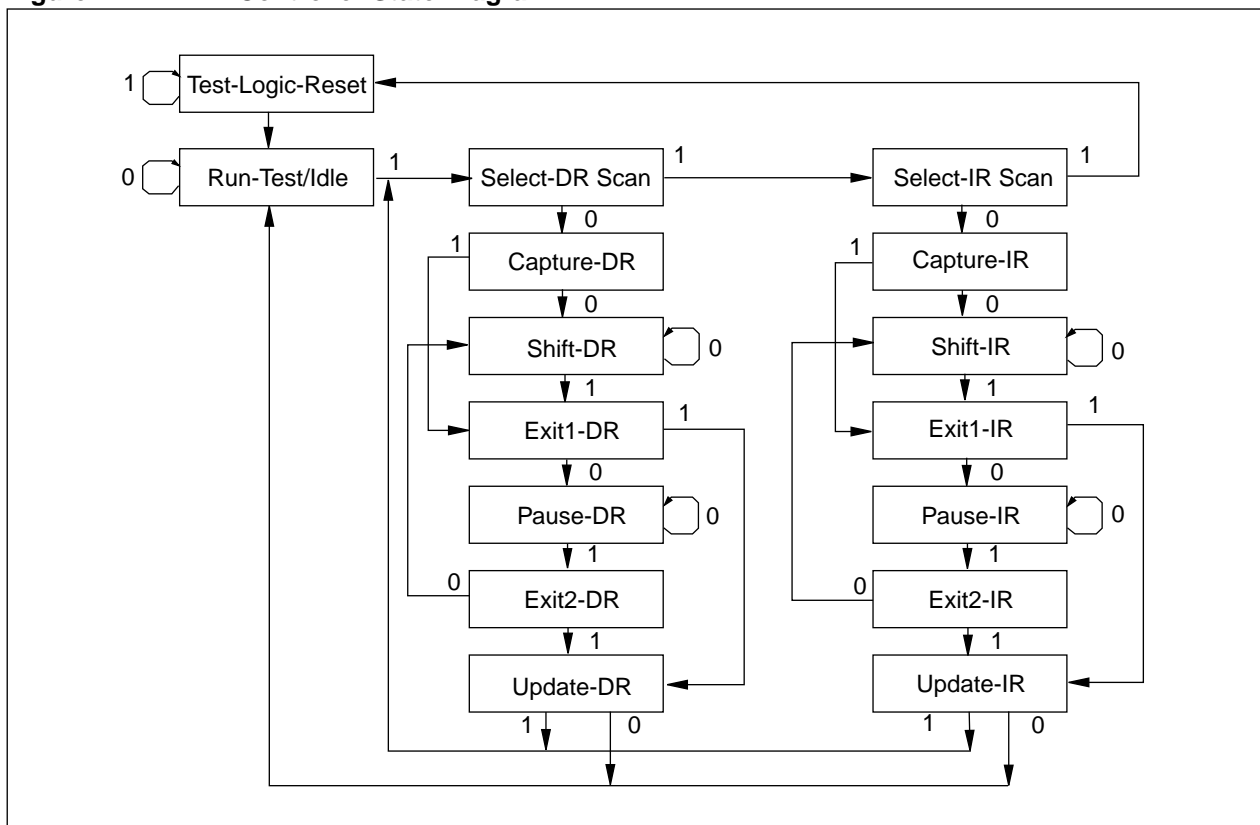 1
Test-Logic-Reset
0
Run-Test/Idle
1
Select-DR Scan
1
Select-IR Scan
1
0
0
1
Capture-DR
1
Capture-IR
0
0
Shift-DR
0
Shift-IR
0
1
1
Exit1-DR
1
Exit1-IR
1
0
0
Pause-DR
0
Pause-IR
0
1
1
0
Exit2-DR
0
Exit2-IR
1
1
Update-DR
Update-IR
1
0
1
0